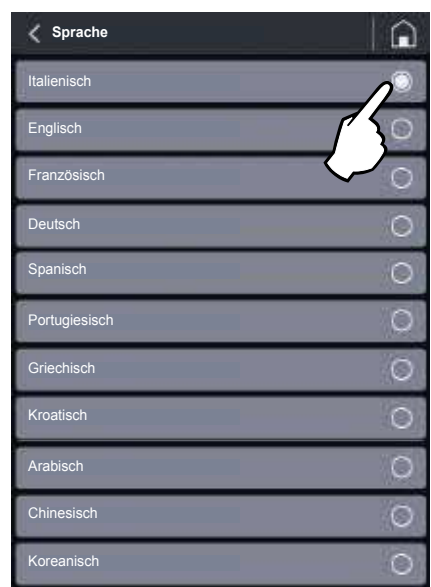 Sprache
Italienisch
Englisch
Französisch
Deutsch
Spanisch
Portugiesisch
Griechisch
Kroatisch
Arabisch
Chinesisch
Koreanisch